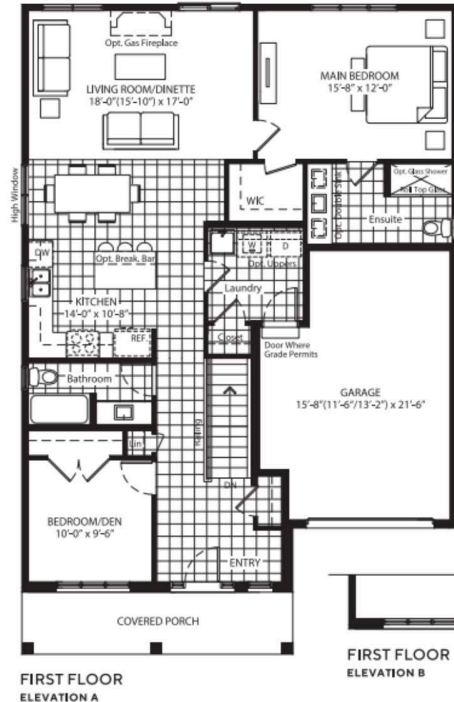 Opt. Gas Fireplace
LIVING ROOM/DINETTE
18'-0"(15'-10") x 17'-0"
MAIN BEDROOM
15'-8" x 12'-0"
High Window
WIC
Opt. Double Sink
Opt. Glass Shower
Roll Top Glass
Ensuite
DW
Opt. Break. Bar
W
D
Opt. Uppers
Laundry
KITCHEN
14'-0" x 10'-8"
REF.
Closet
Door Where
Grade Permits
Bathroom
GARAGE
15'-8"(11'-6"/13'-2") x 21'-6"
Railing
Lin
DN
BEDROOM/DEN
10'-0" x 9'-6"
ENTRY
COVERED PORCH
FIRST FLOOR
ELEVATION A
FIRST FLOOR
ELEVATION B